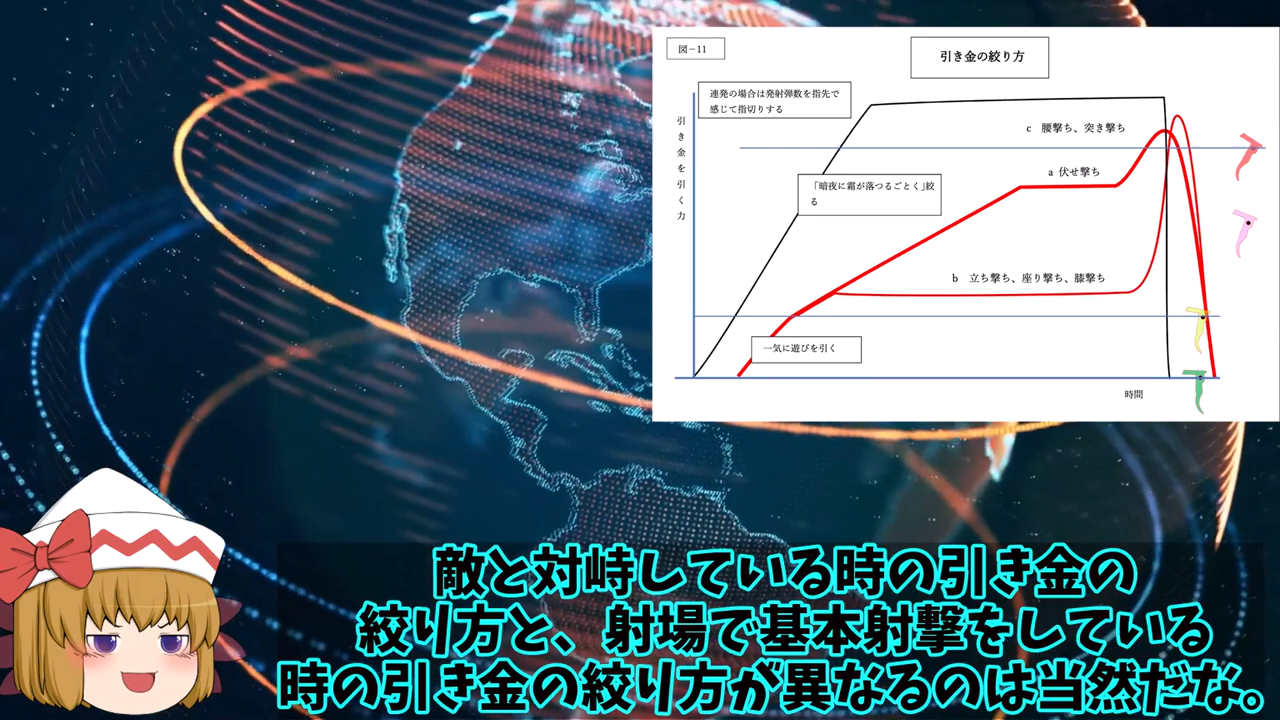 図－11
引き金の絞り方
連発の場合は発射弾数を指先で
感じて指切りする
引き金を引く力
c 腰撃ち、突き撃ち
a 伏せ撃ち
「暗夜に霜が落つるごとく」絞
る
b 立ち撃ち、座り撃ち、膝撃ち
一気に遊びを引く
時間
敵と対峙している時の引き金の
絞り方と、射場で基本射撃をしている
時の引き金の絞り方が異なるのは当然だな。